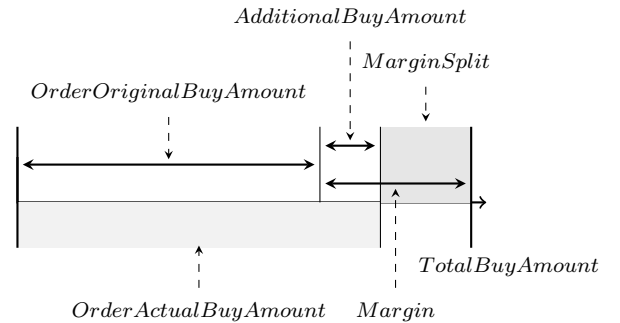 AdditionalBuyAmount
MarginSplit
OrderOriginalBuyAmount
TotalBuyAmount
OrderActualBuyAmount
Margin